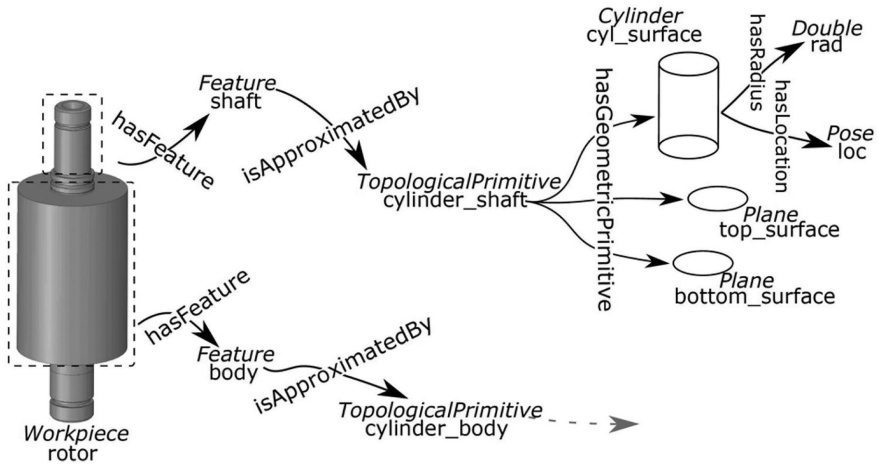 Cylinder
cyl_surface
hasRadius
Double
rad
hasLocation
Pose
loc
Feature
shaft
hasFeature
isApproximatedBy
hasGeometricPrimitive
TopologicalPrimitive
cylinder_shaft
Plane
top_surface
Plane
bottom_surface
hasFeature
Feature
body
isApproximatedBy
TopologicalPrimitive
cylinder_body
Workpiece
rotor